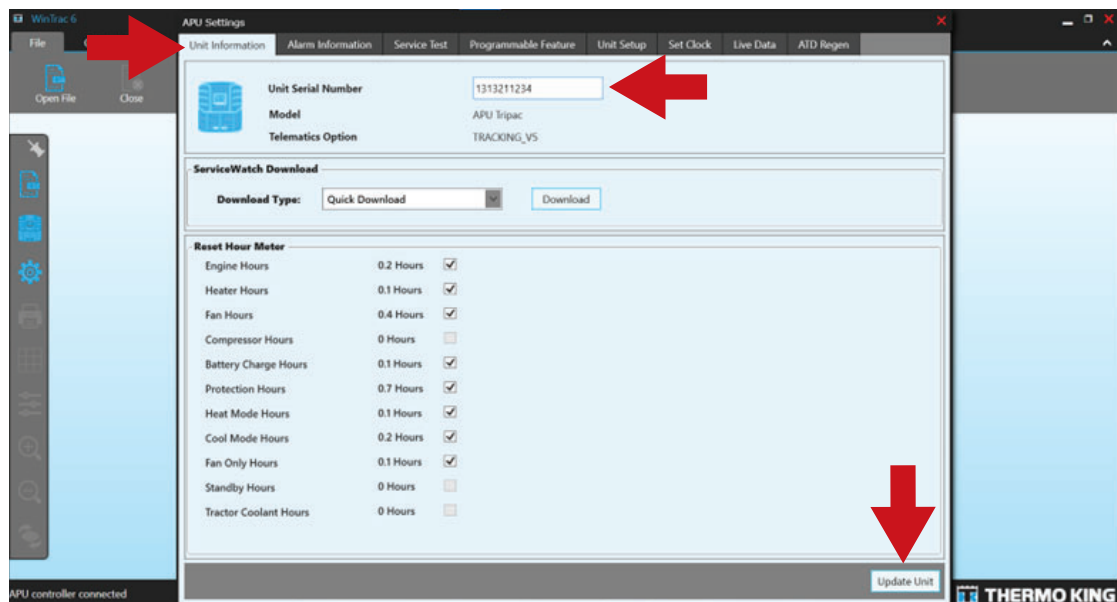 WinTrac 6
APU Settings
File
Unit Information
Alarm Information
Service Test
Programmable Feature
Unit Setup
Set Clock
Live Data
ATD Regen
Open File
Close
Unit Serial Number 1313211234
Model APU Tripac
Telematics Option TRACKING_V5
ServiceWatch Download
Download Type: Quick Download Download
Reset Hour Meter
Engine Hours 0.2 Hours
Heater Hours 0.1 Hours
Fan Hours 0.4 Hours
Compressor Hours 0 Hours
Battery Charge Hours 0.1 Hours
Protection Hours 0.7 Hours
Heat Mode Hours 0.1 Hours
Cool Mode Hours 0.2 Hours
Fan Only Hours 0.1 Hours
Standby Hours 0 Hours
Tractor Coolant Hours 0 Hours
Update Unit
APU controller connected
THERMO KING